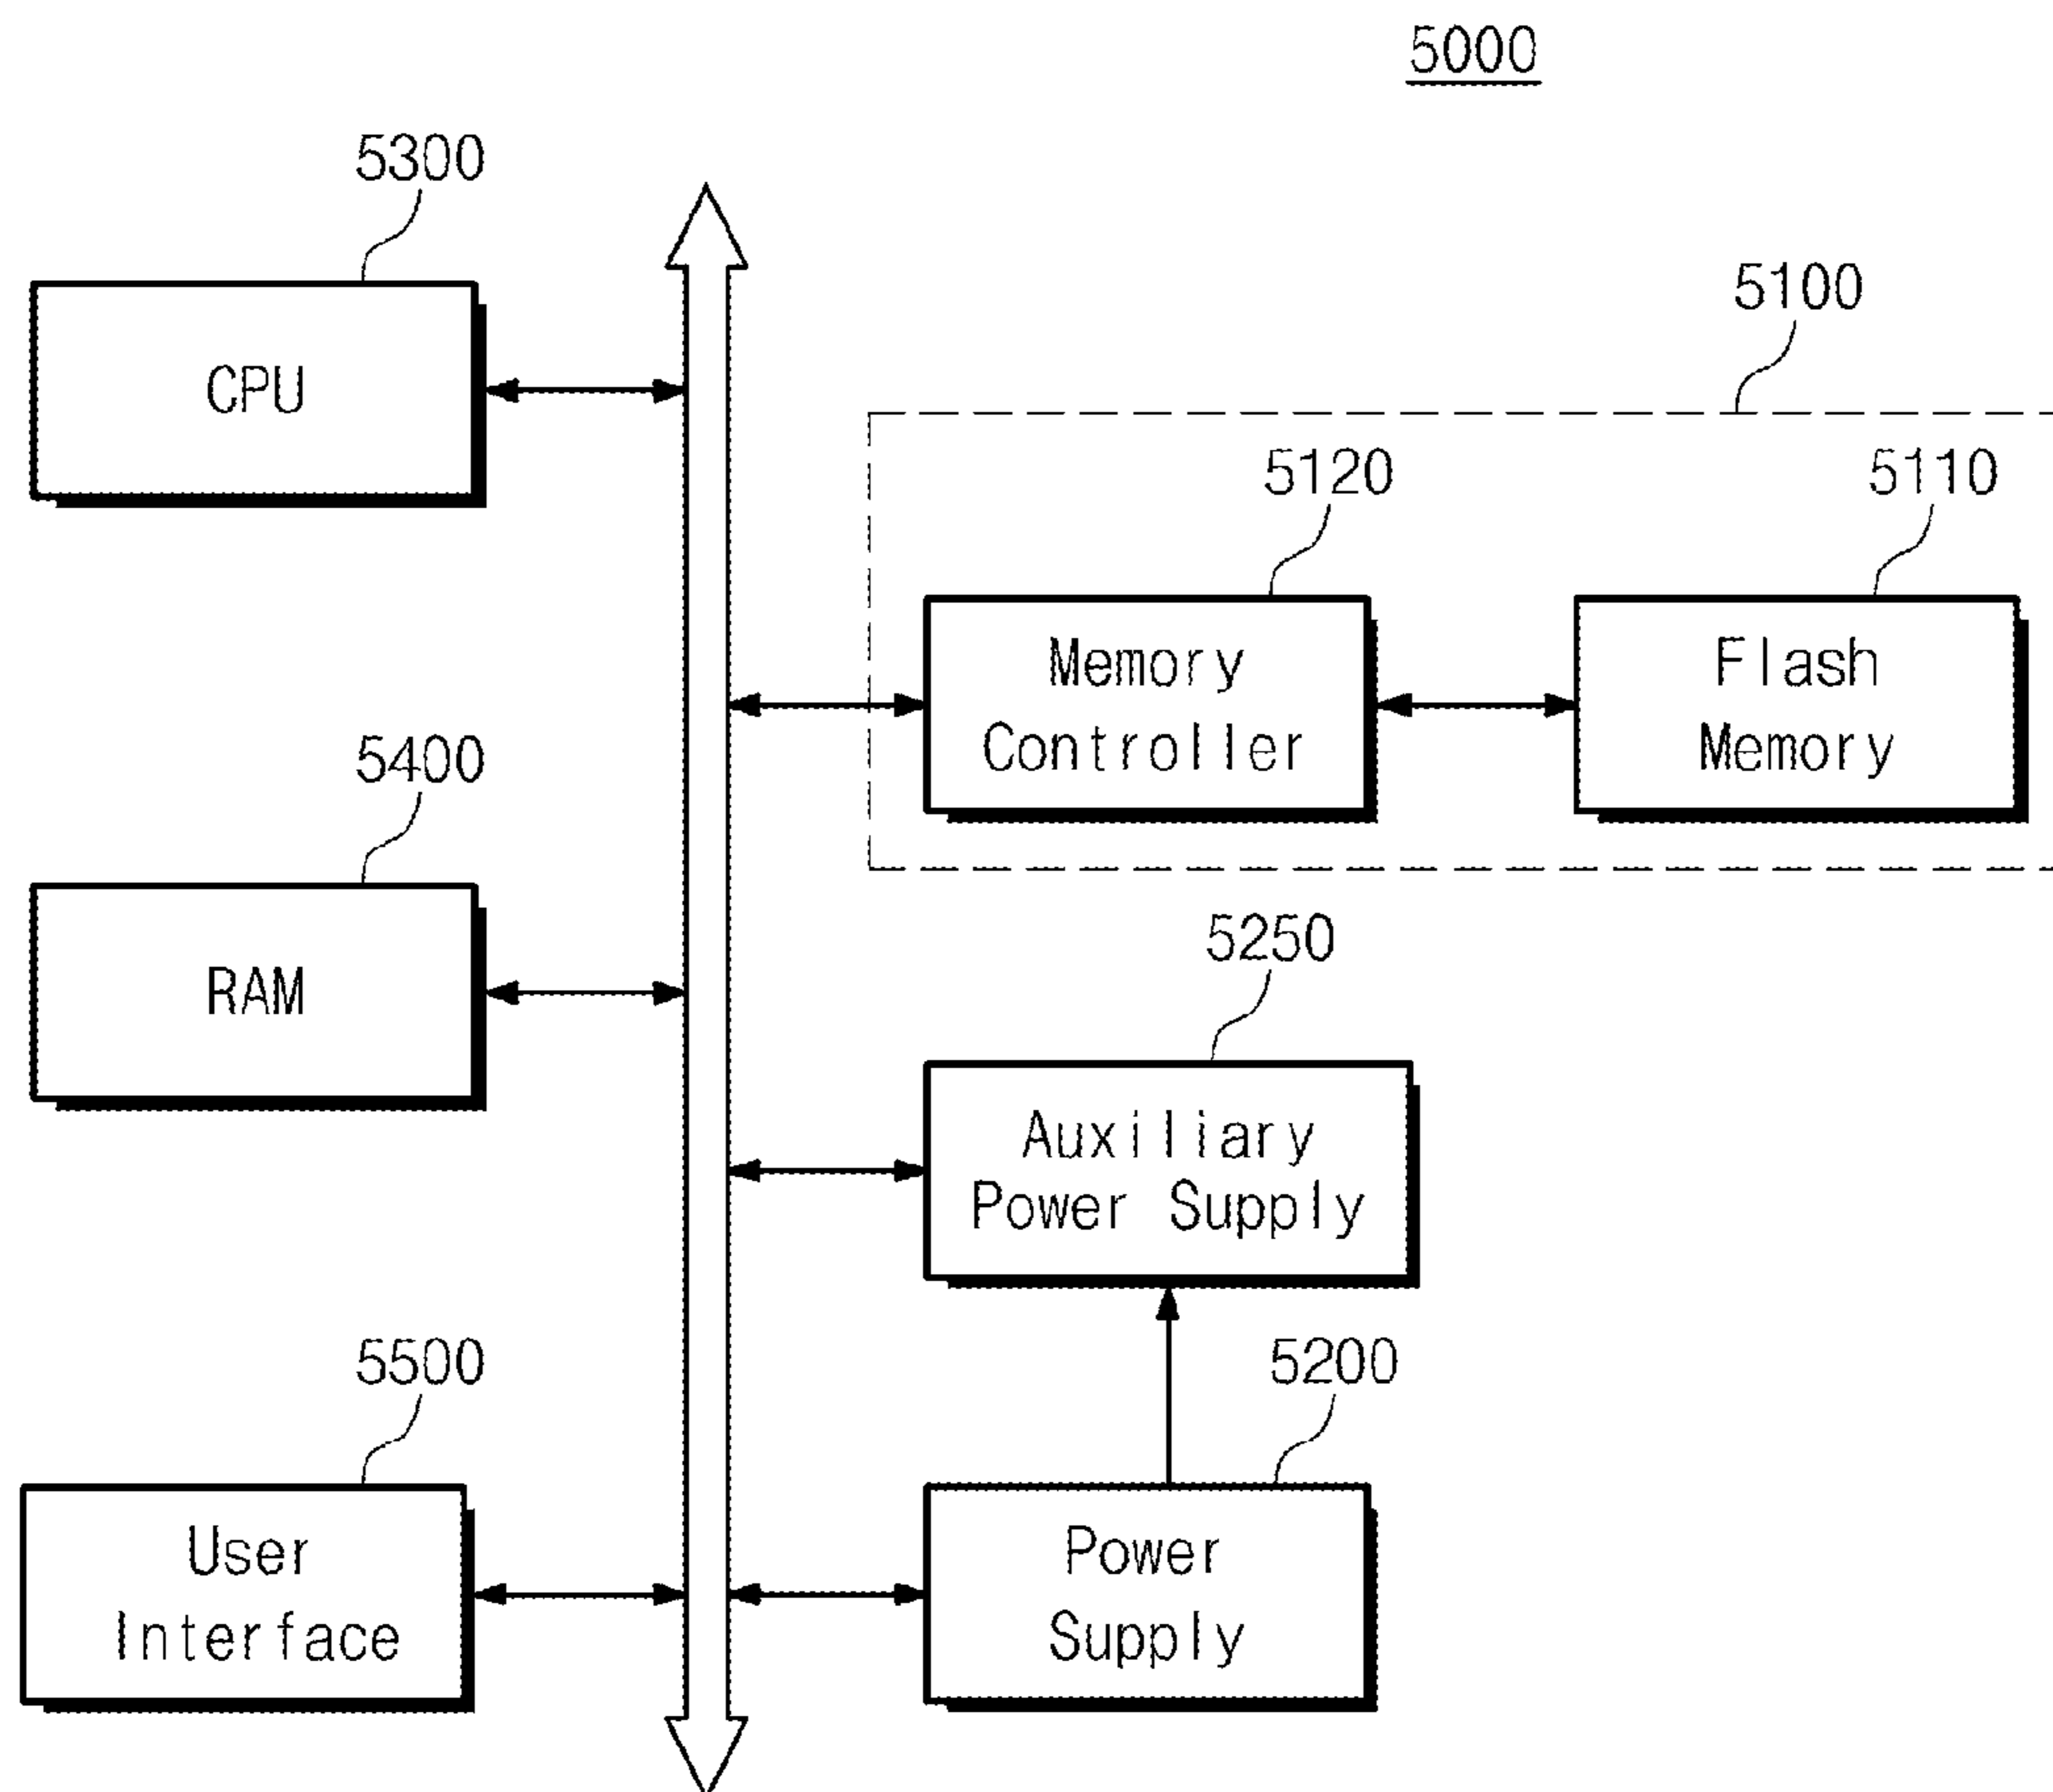 5000
5300
CPU
5100
5120
5110
Memory
Controller
Flash
Memory
5400
RAM
5250
Auxiliary
Power Supply
5500
User
Interface
5200
Power
Supply